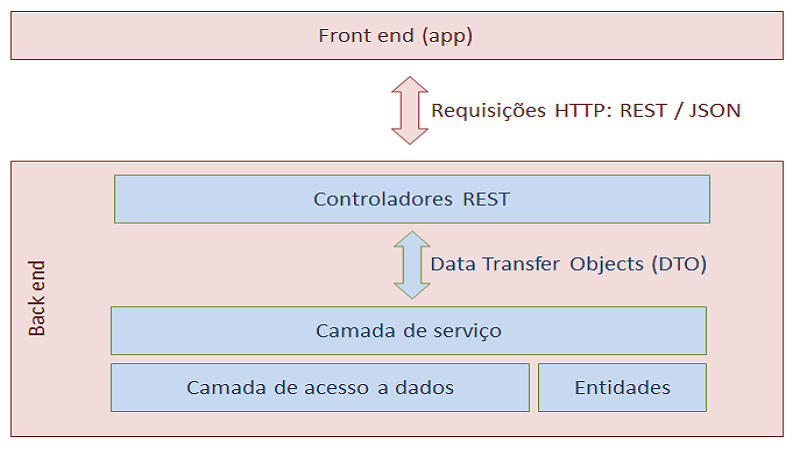 Front end (app)
Requisições HTTP: REST / JSON
Back end
Controladores REST
Data Transfer Objects (DTO)
Camada de serviço
Camada de acesso a dados
Entidades